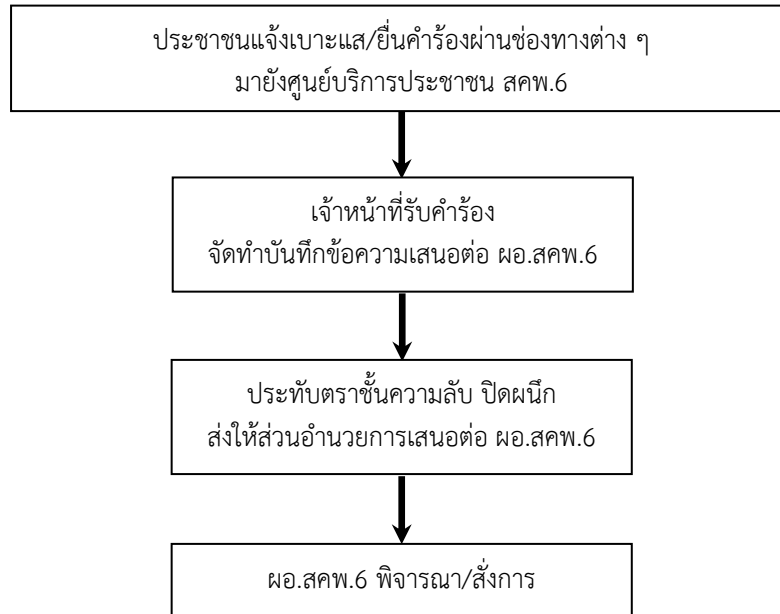 ประชาชนแจ้งเบาะแส/ยื่นคำร้องผ่านช่องทางต่าง ๆ
มายังศูนย์บริการประชาชน สคพ.6
เจ้าหน้าที่รับคำร้อง
จัดทำบันทึกข้อความเสนอต่อ ผอ.สคพ.6
ประทับตราชั้นความลับ ปิดผนึก
ส่งให้ส่วนอำนวยการเสนอต่อ ผอ.สคพ.6
ผอ.สคพ.6 พิจารณา/สั่งการ